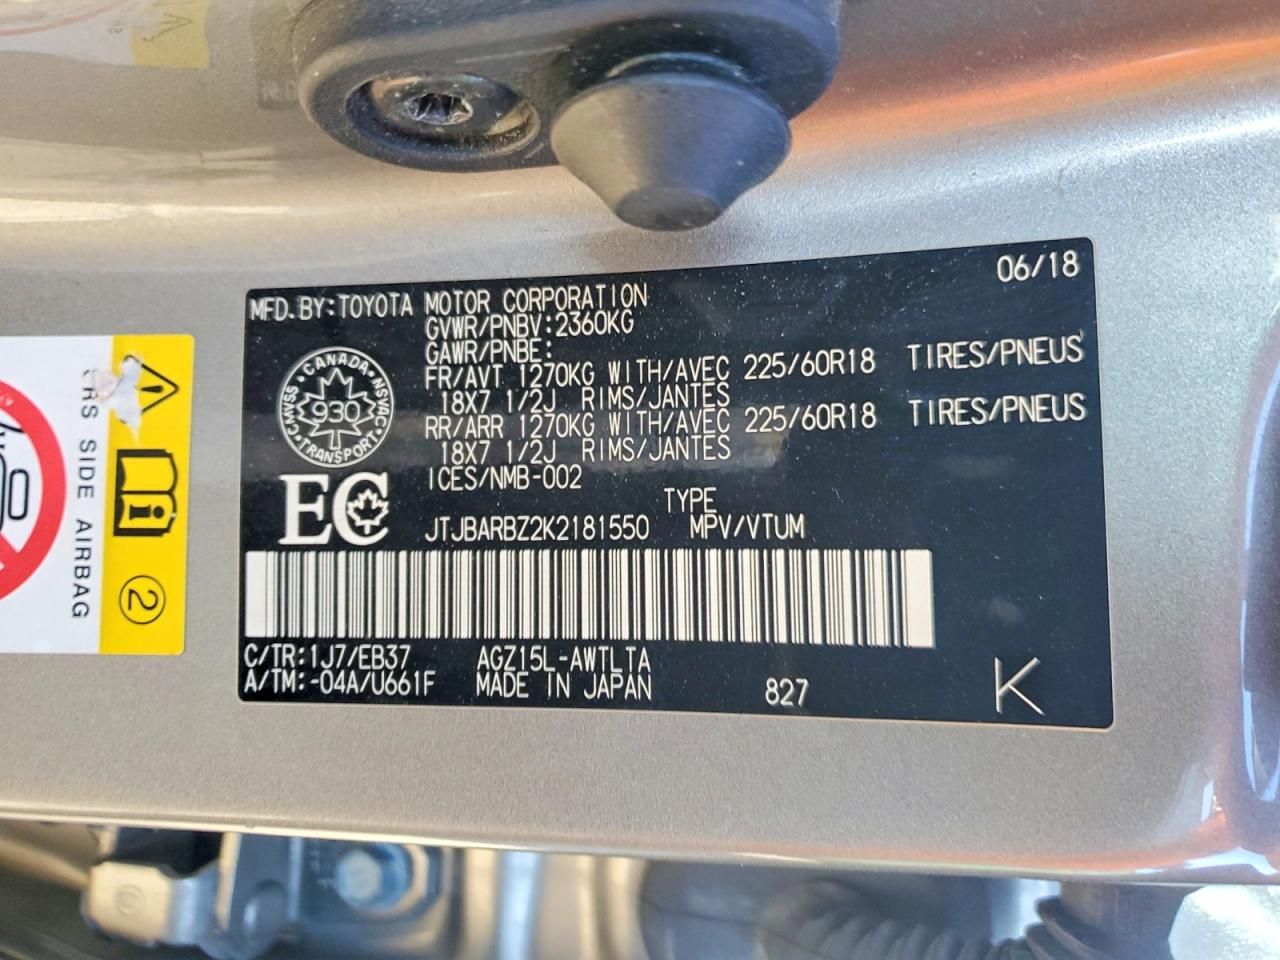 06/18
MFD.BY:TOYOTA MOTOR CORPORATION
GVWR/PNBV:2360KG
GAWR/PNBE:
FR/AVT 1270KG WITH/AVEC 225/60R18 TIRES/PNEUS
18X7 1/2J RIMS/JANTES
RR/ARR 1270KG WITH/AVEC 225/60R18 TIRES/PNEUS
18X7 1/2J RIMS/JANTES
ICES/NMB-002
CANADA
CMVSS • NSVAC
930
TRANSPORT
EC
TYPE
JTJBARBZ2K2181550 MPV/VTUM
C/TR:1J7/EB37 AGZ15L-AWTLTA
A/TM:-04A/U661F MADE IN JAPAN
827
K
ERS SIDE AIRBAG
2